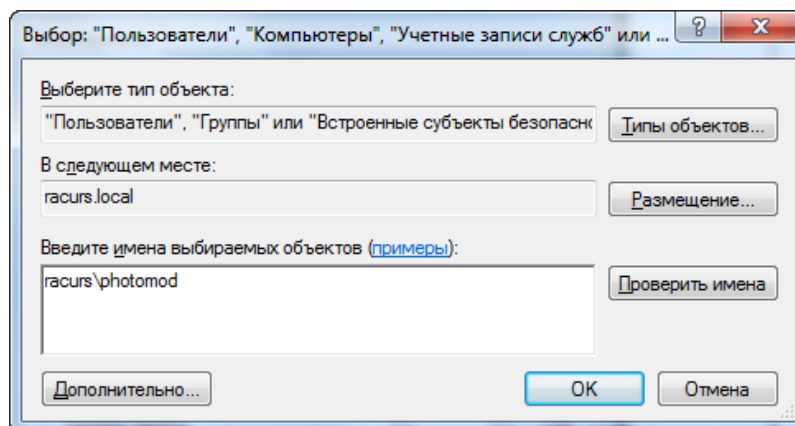 Выбор: "Пользователи", "Компьютеры", "Учетные записи служб" или ...
Выберите тип объекта:
"Пользователи", "Группы" или "Встроенные субъекты безопасно
Типы объектов...
В следующем месте:
racurs.local
Размещение...
Введите имена выбираемых объектов (примеры):
racurs\photomod
Проверить имена
Дополнительно...
OK
Отмена